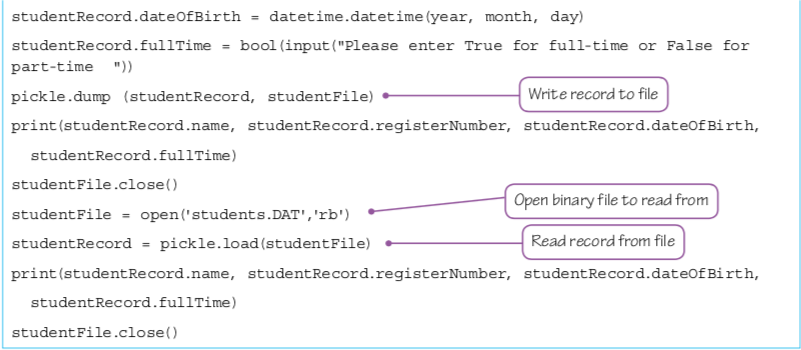 studentRecord.dateOfBirth = datetime.datetime(year, month, day)
studentRecord.fullTime = bool(input("Please enter True for full-time or False for
part-time  "))
pickle.dump (studentRecord, studentFile)
Write record to file
print(studentRecord.name, studentRecord.registerNumber, studentRecord.dateOfBirth,
studentRecord.fullTime)
studentFile.close()
Open binary file to read from
studentFile = open('students.DAT','rb')
studentRecord = pickle.load(studentFile)
Read record from file
print(studentRecord.name, studentRecord.registerNumber, studentRecord.dateOfBirth,
studentRecord.fullTime)
studentFile.close()